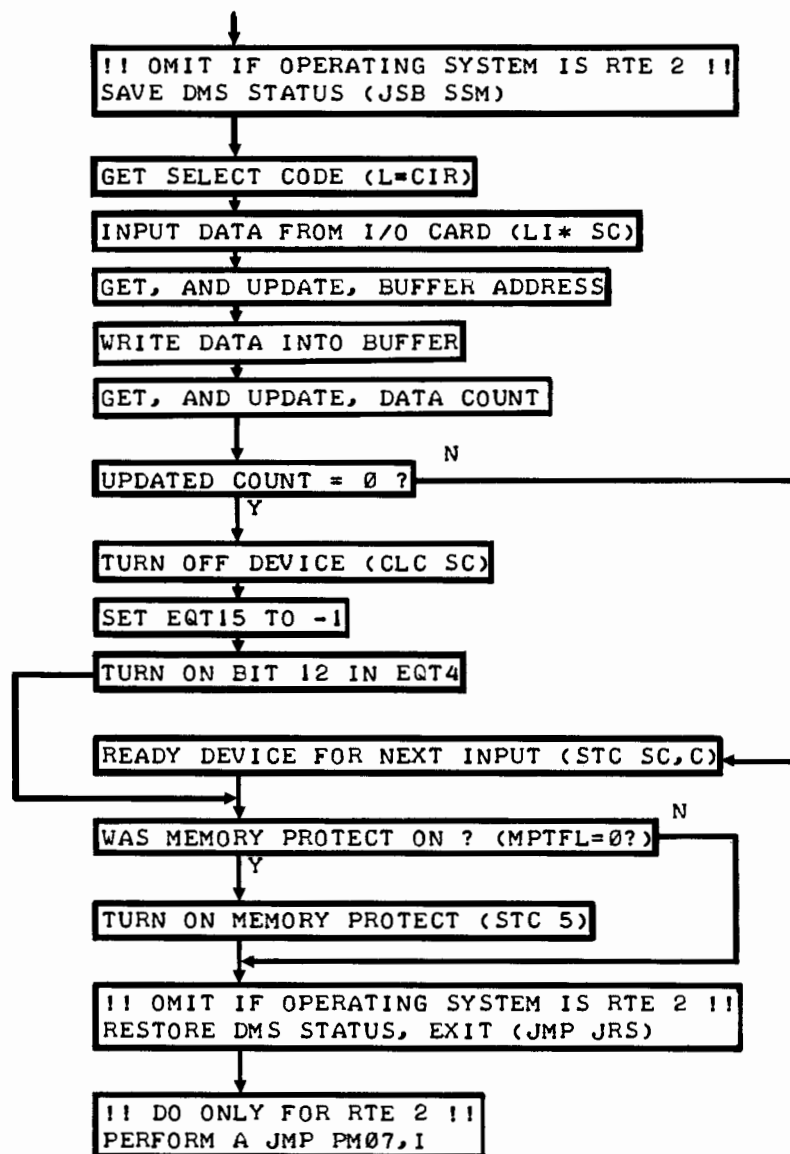 !! OMIT IF OPERATING SYSTEM IS RTE 2 !!
SAVE DMS STATUS (JSB SSM)
GET SELECT CODE (L*CIR)
INPUT DATA FROM I/O CARD (LI* SC)
GET, AND UPDATE, BUFFER ADDRESS
WRITE DATA INTO BUFFER
GET, AND UPDATE, DATA COUNT
N
UPDATED COUNT = Ø ?
Y
TURN OFF DEVICE (CLC SC)
SET EQT15 TO -1
TURN ON BIT 12 IN EQT4
READY DEVICE FOR NEXT INPUT (STC SC,C)
N
WAS MEMORY PROTECT ON ? (MPTFL=Ø?)
Y
TURN ON MEMORY PROTECT (STC 5)
!! OMIT IF OPERATING SYSTEM IS RTE 2 !!
RESTORE DMS STATUS, EXIT (JMP JRS)
!! DO ONLY FOR RTE 2 !!
PERFORM A JMP PMØ7,I